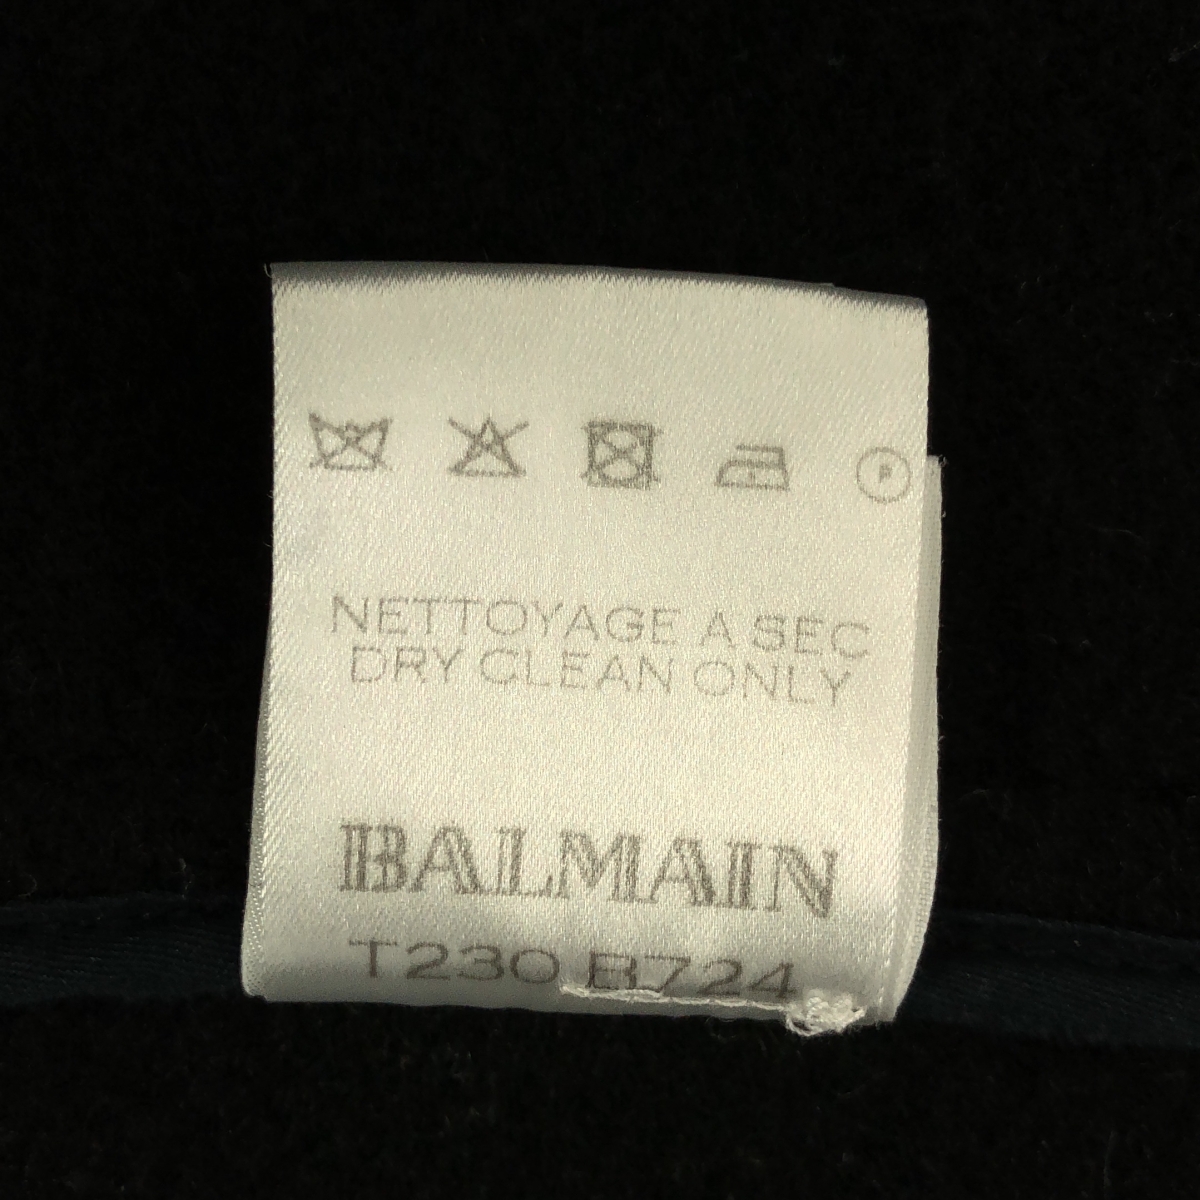 P
NETTOYAGE A SEC
DRY CLEAN ONLY
BALMAIN
T230 B724